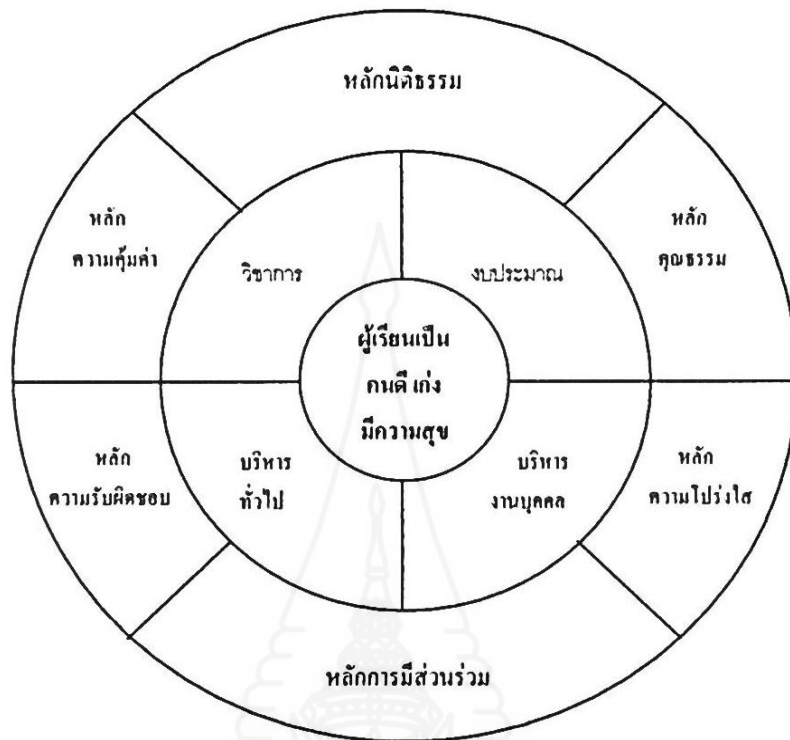 หลักนิติธรรม
หลัก
ความคุ้มค่า
หลัก
คุณธรรม
วิชาการ
งบประมาณ
ผู้เรียนเป็น
คนดี เก่ง
มีความสุข
หลัก
ความรับผิดชอบ
บริหาร
ทั่วไป
บริหาร
งานบุคคล
หลัก
ความโปร่งใส
หลักการมีส่วนร่วม